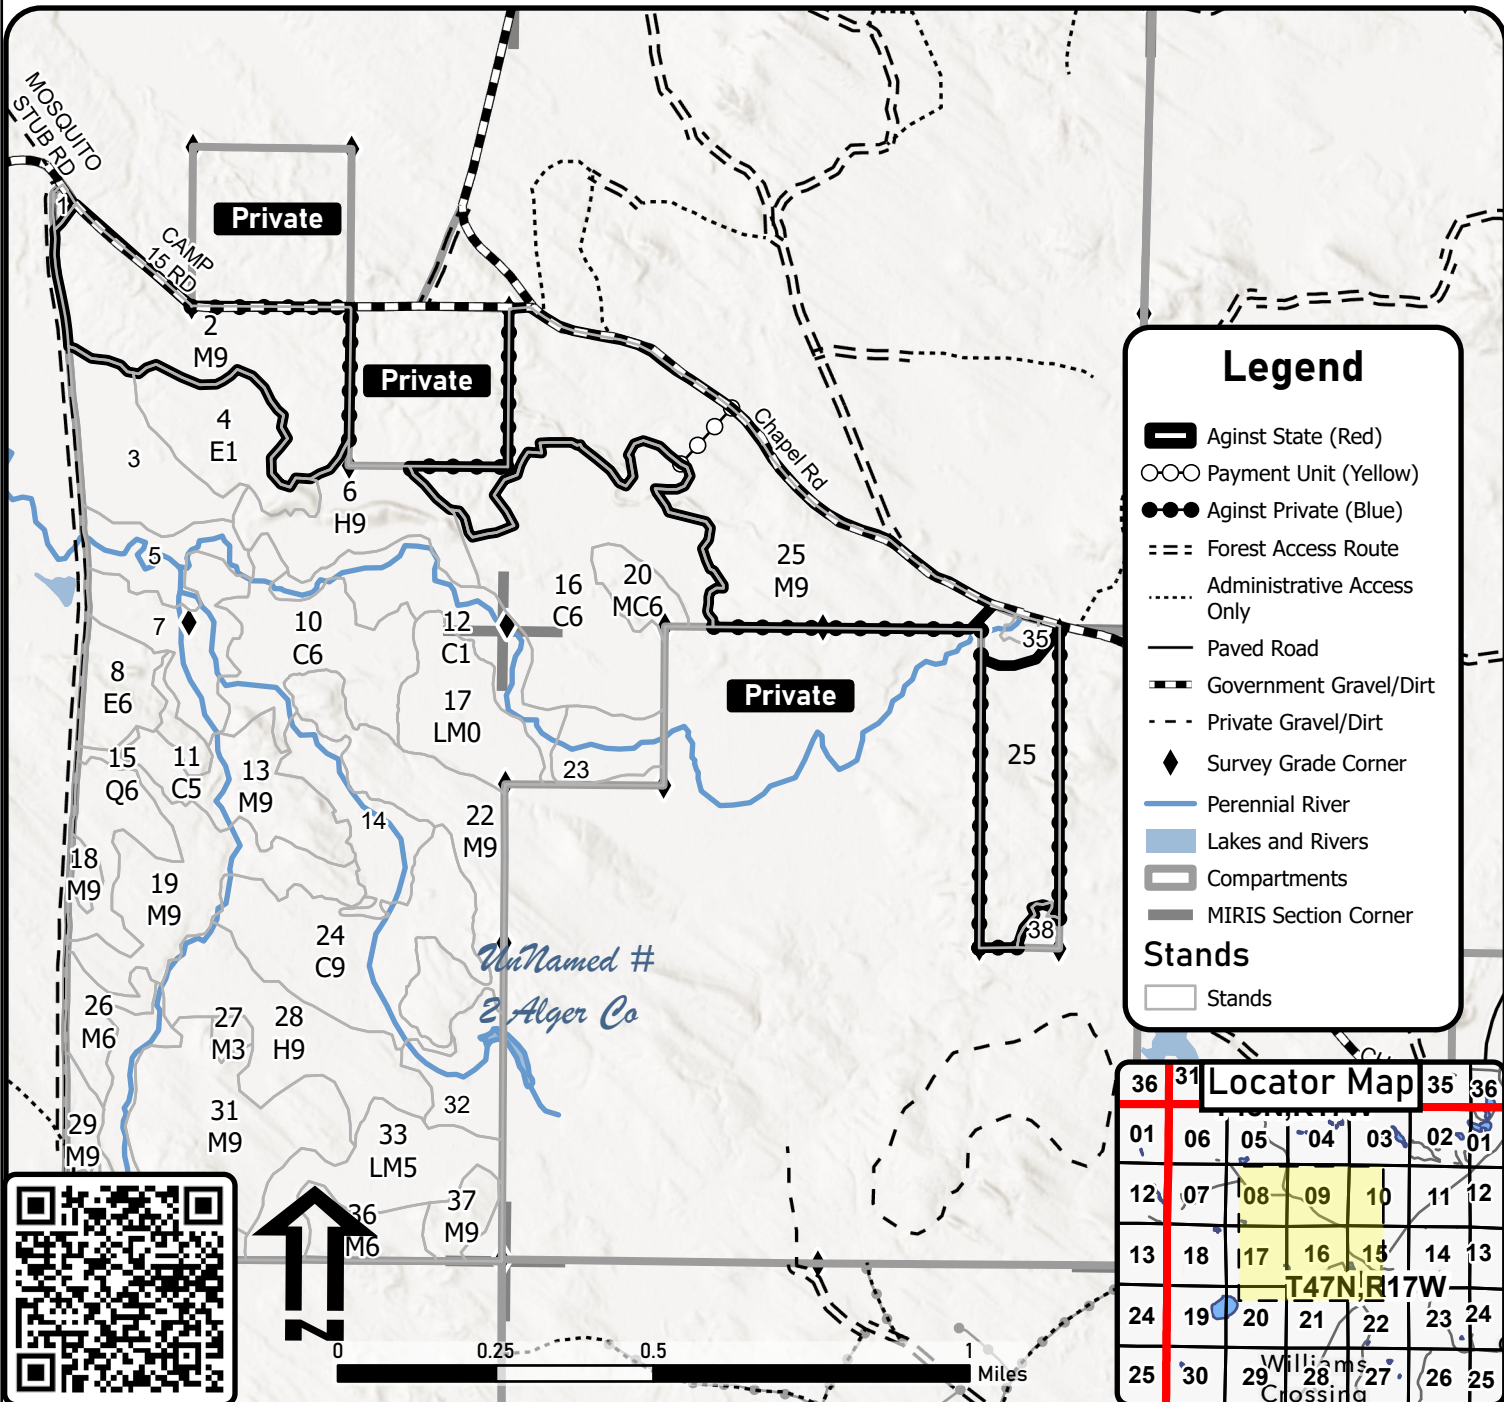 MOSQUITO
STUB RD
1
Private
CAMP
15 RD
2
M9
Private
4
E1
3
Chapel Rd
6
H9
5
25
M9
16
C6
20
MC6
7
10
C6
12
C1
35
8
E6
17
LM0
Private
15
Q6
11
C5
13
M9
23
25
14
22
M9
18
M9
19
M9
24
C9
38
UnNamed #
2 Alger Co
26
M6
27
M3
28
H9
29
M9
31
M9
32
33
LM5
36
M6
37
M9
N
0 0.25 0.5 1
Miles
Legend
Aginst State (Red)
Payment Unit (Yellow)
Aginst Private (Blue)
Forest Access Route
Administrative Access
Only
Paved Road
Government Gravel/Dirt
Private Gravel/Dirt
Survey Grade Corner
Perennial River
Lakes and Rivers
Compartments
MIRIS Section Corner
Stands
Stands
Locator Map
36 31 35 36
01 06 05 04 03 02 01
12 07 08 09 10 11 12
13 18 17 16 15 14 13
T47N,R17W
24 19 20 21 22 23 24
Williams
25 30 29 28 27 26 25
Crossing